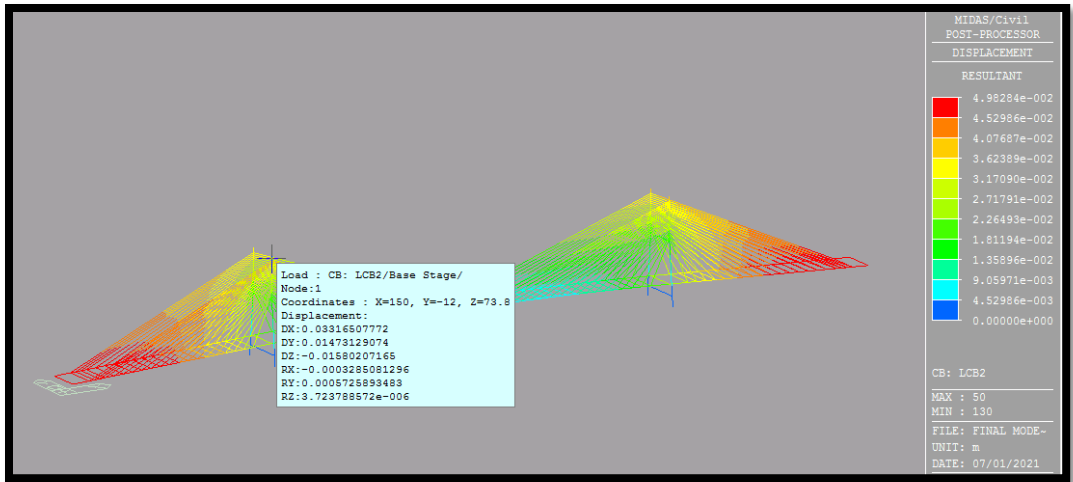 MIDAS/Civil
POST-PROCESSOR
DISPLACEMENT
RESULTANT
4.98284e-002
4.52986e-002
4.07687e-002
3.62389e-002
3.17090e-002
2.71791e-002
2.26493e-002
1.81194e-002
1.35896e-002
9.05971e-003
4.52986e-003
0.00000e+000
CB: LCB2
MAX : 50
MIN : 130
FILE: FINAL MODE~
UNIT: m
DATE: 07/01/2021
Load : CB: LCB2/Base Stage/
Node:1
Coordinates : X=150, Y=-12, Z=73.8
Displacement:
DX:0.03316507772
DY:0.01473129074
DZ:-0.01580207165
RX:-0.0003285081296
RY:0.0005725893483
RZ:3.723788572e-006